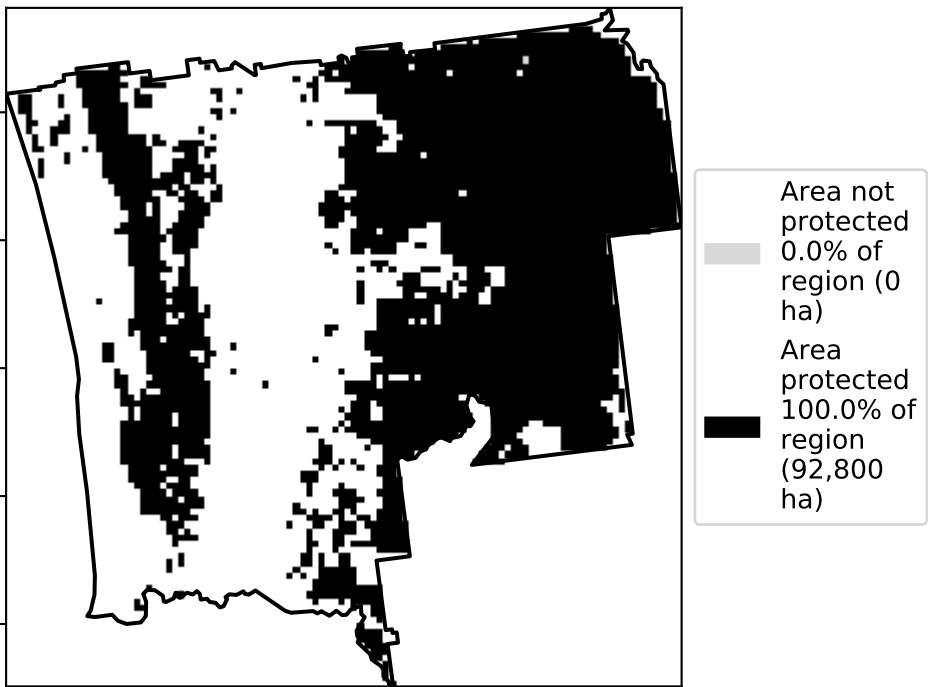 Area not
protected
0.0% of
region (0
ha)
Area
protected
100.0% of
region
(92,800
ha)